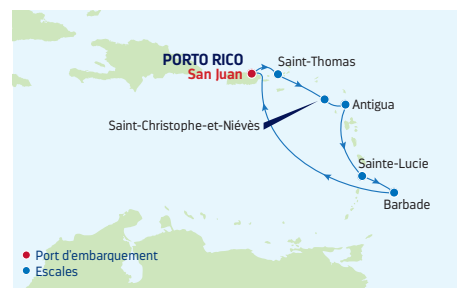 PORTO RICO
San Juan
Saint-Thomas
Antigua
Saint-Christophe-et-Niévès
Sainte-Lucie
Barbade
Port d'embarquement
Escales